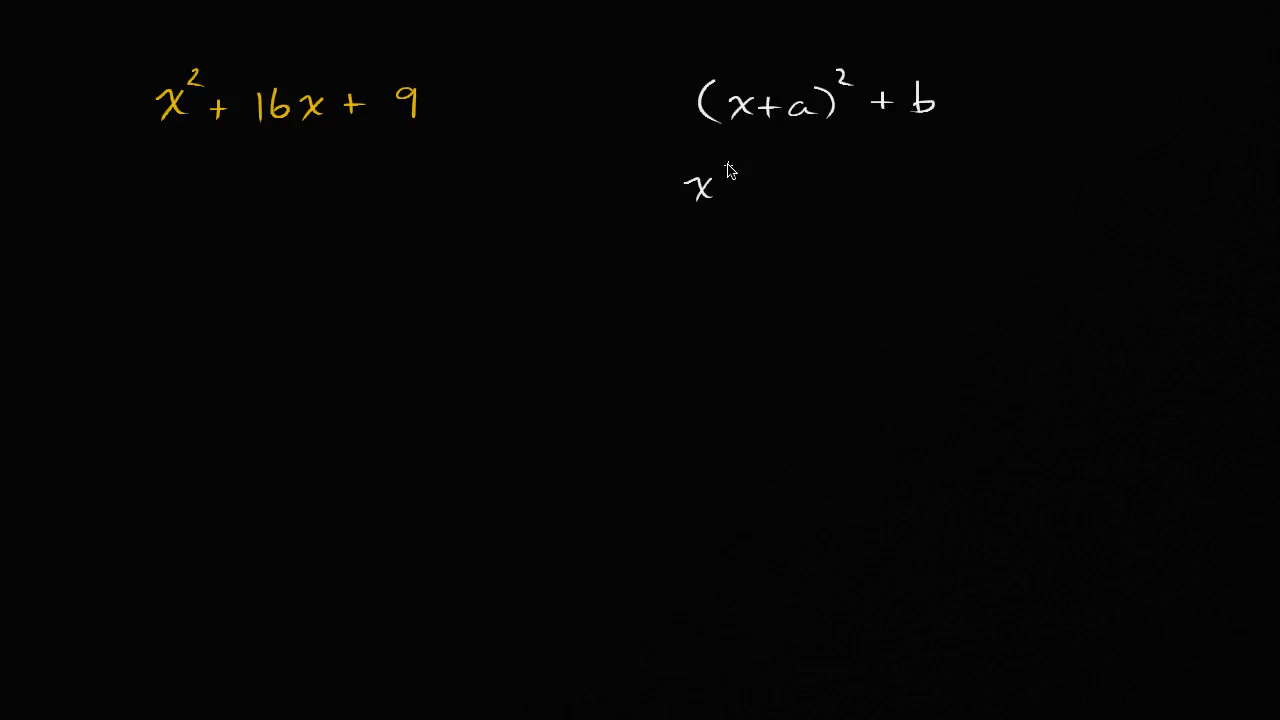 x² + 16x + 9
(x+a)² + b
x